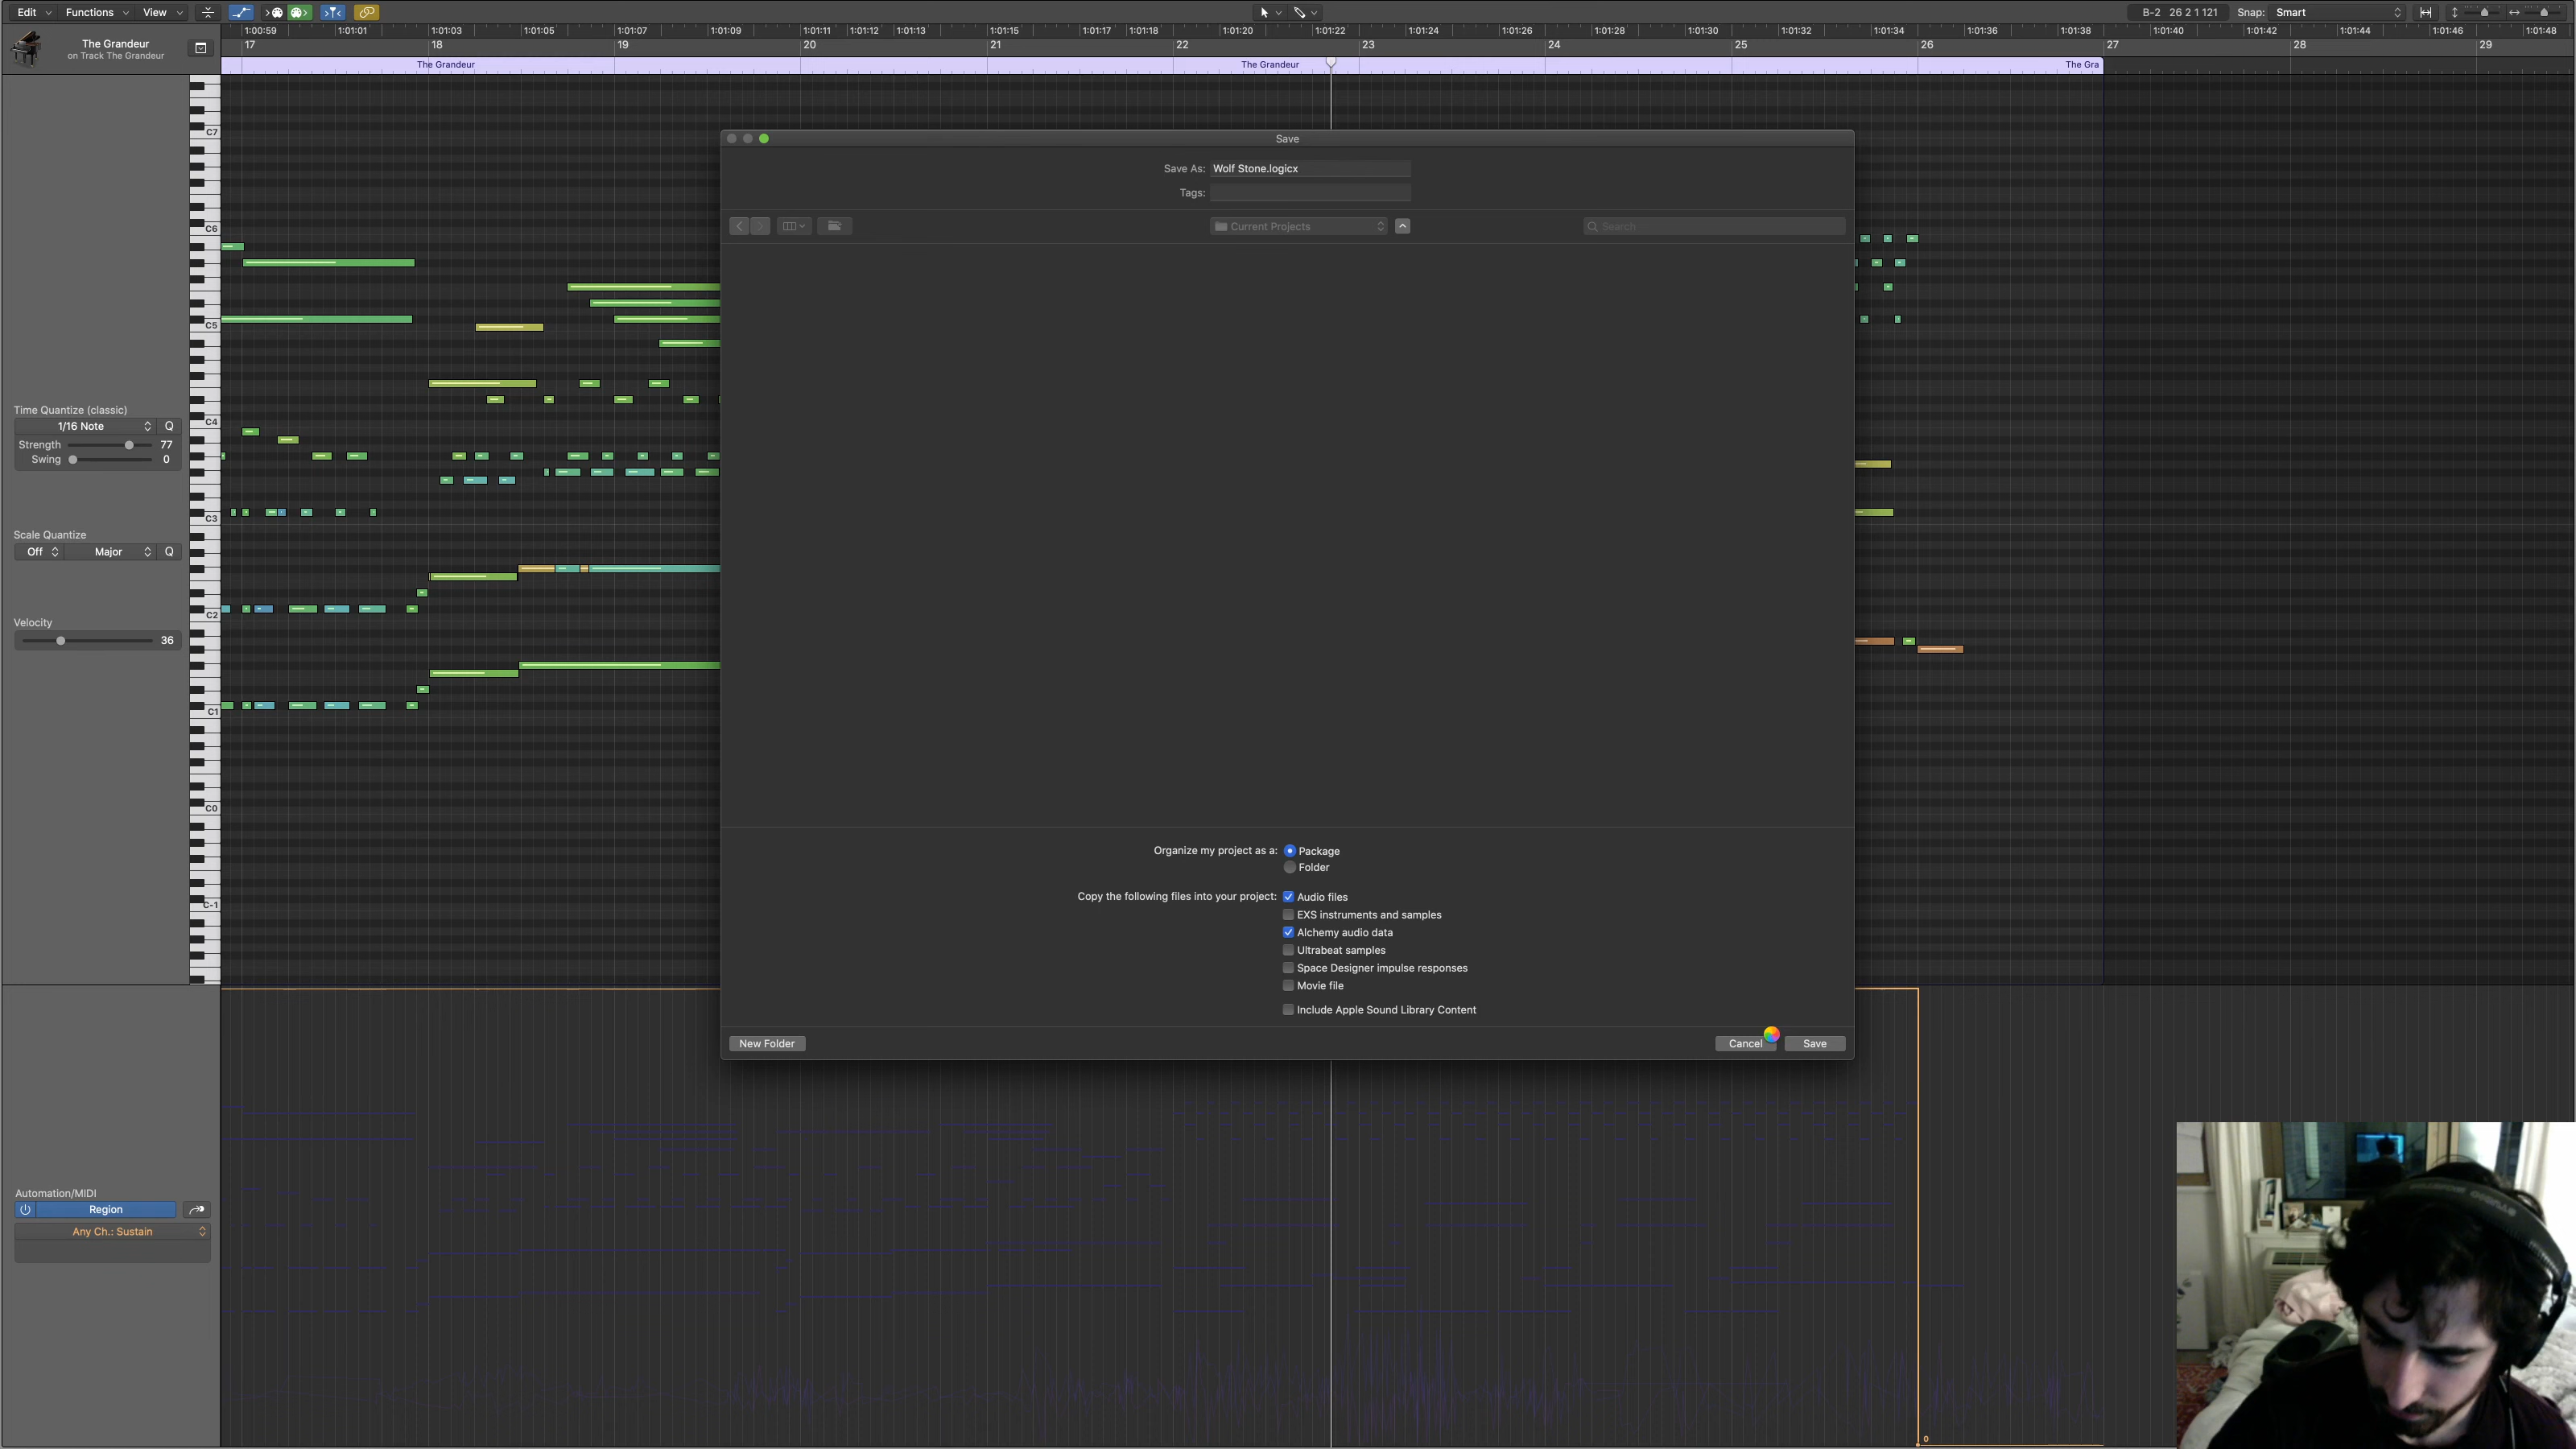 Edit Functions View B-2 26 2 1 121 Snap: Smart
1:00:59 1:01:01 1:01:03 1:01:05 1:01:07 1:01:09 1:01:11 1:01:12 1:01:13 1:01:15 1:01:17 1:01:18 1:01:20 1:01:22 1:01:24 1:01:26 1:01:28 1:01:30 1:01:32 1:01:34 1:01:36 1:01:38 1:01:40 1:01:42 1:01:44 1:01:46 1:01:48
17 18 19 20 21 22 23 24 25 26 27 28 29
The Grandeur
on Track The Grandeur
The Grandeur The Grandeur The Gra
C7
C6
C5
C4
C3
C2
C1
C0
C-1
Time Quantize (classic)
1/16 Note Q
Strength 77
Swing 0
Scale Quantize
Off Major Q
Velocity
36
Automation/MIDI
Region
Any Ch.: Sustain
Save
Save As: Wolf Stone.logicx
Tags:
Current Projects Search
Organize my project as a: Package
Folder
Copy the following files into your project: Audio files
EXS instruments and samples
Alchemy audio data
Ultrabeat samples
Space Designer impulse responses
Movie file
Include Apple Sound Library Content
New Folder Cancel Save
0